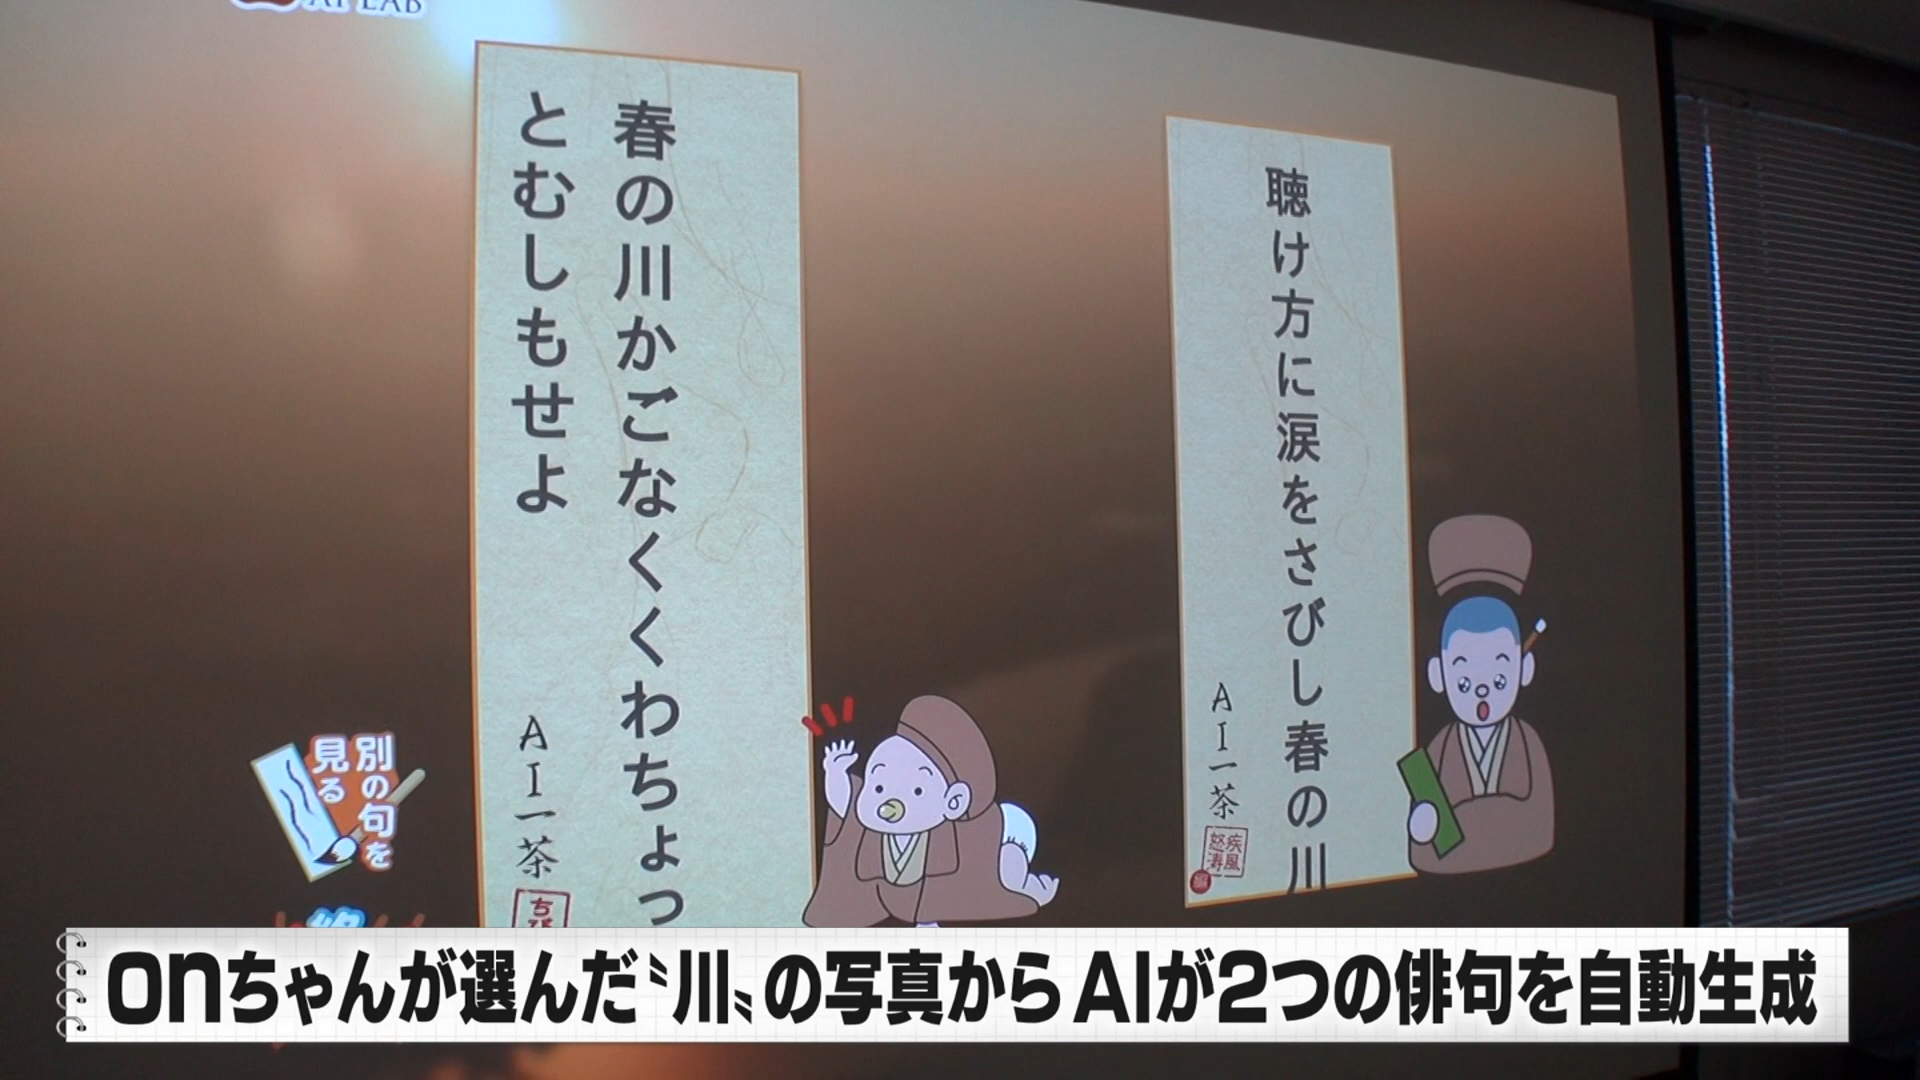 AI LAB
聴け方に涙をさびし春の川
AI一茶
疾風
怒涛
編
春の川かごなくくわちょっ
とむしもせよ
AI一茶
ちび
別の句を
見る
onちゃんが選んだ〝川〟の写真からAIが2つの俳句を自動生成